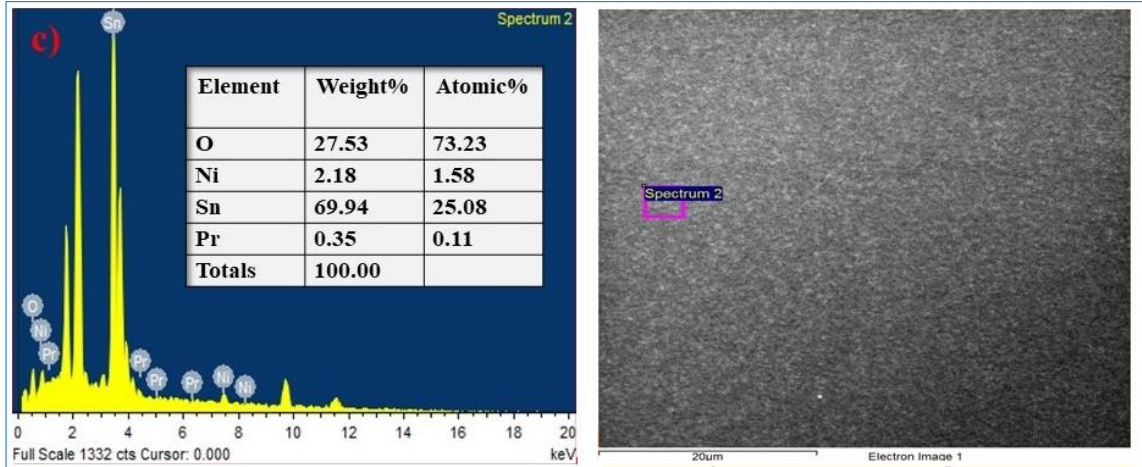 c)
Spectrum 2
Sn
Element Weight% Atomic%
O 27.53 73.23
Ni 2.18 1.58
Sn 69.94 25.08
Pr 0.35 0.11
Totals 100.00
O
Ni
Pr
Pr
Pr
Pr
Ni
Ni
0 2 4 6 8 10 12 14 16 18 20
Full Scale 1332 cts Cursor: 0.000 keV
Spectrum 2
20um Electron Image 1